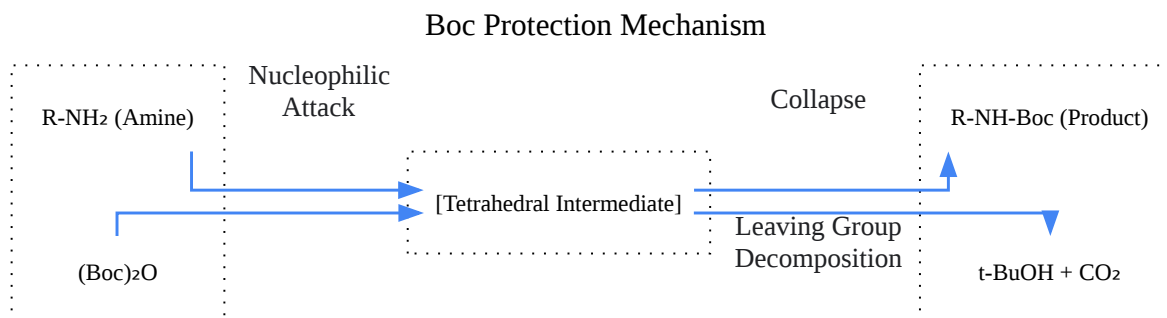 Boc Protection Mechanism
Nucleophilic
Attack
Collapse
R-NH₂ (Amine)
R-NH-Boc (Product)
[Tetrahedral Intermediate]
Leaving Group
Decomposition
(Boc)₂O
t-BuOH + CO₂